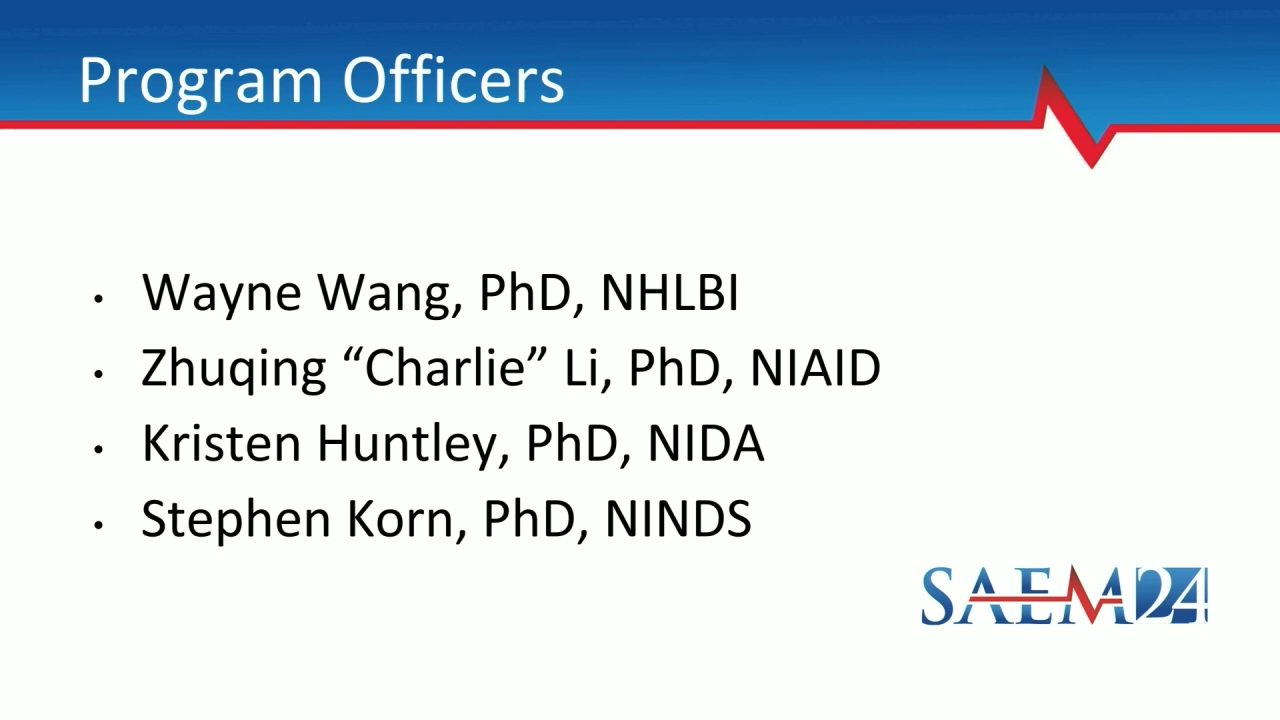 Program Officers
• Wayne Wang, PhD, NHLBI
• Zhuqing “Charlie” Li, PhD, NIAID
• Kristen Huntley, PhD, NIDA
• Stephen Korn, PhD, NINDS
SAEM24